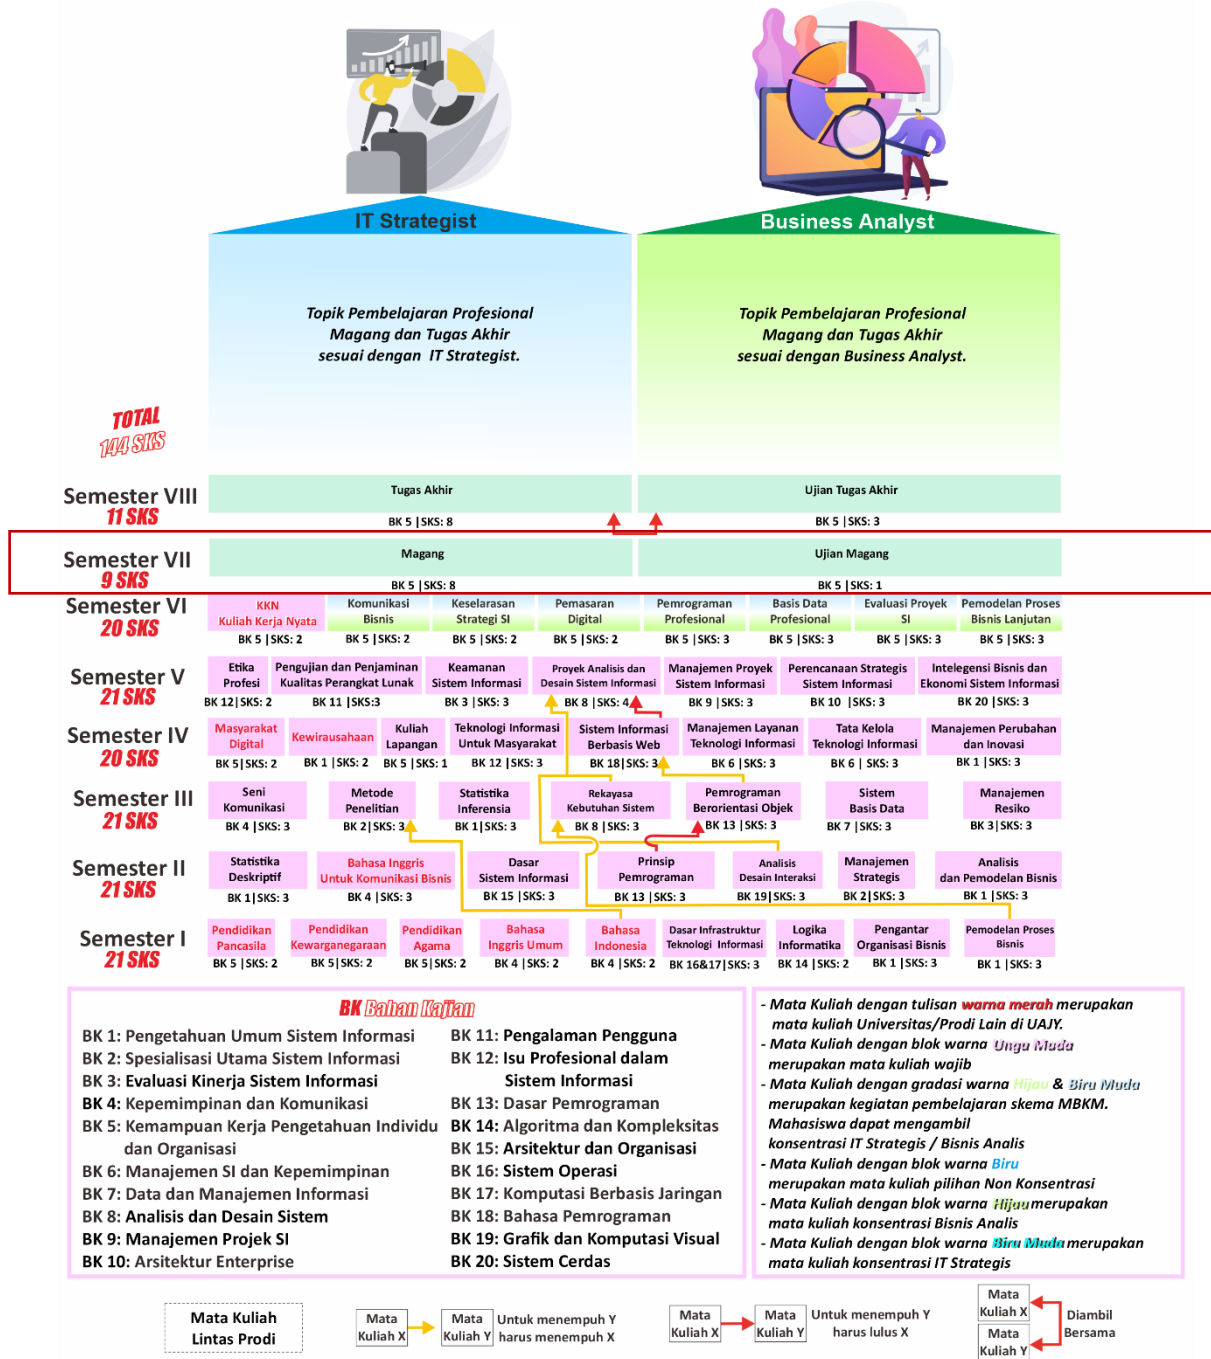 IT Strategist
Business Analyst
Topik Pembelajaran Profesional
Magang dan Tugas Akhir
sesuai dengan IT Strategist.
Topik Pembelajaran Profesional
Magang dan Tugas Akhir
sesuai dengan Business Analyst.
TOTAL
144 SKS
Semester VIII
11 SKS
Tugas Akhir
BK 5 |SKS: 8
Ujian Tugas Akhir
BK 5 |SKS: 3
Semester VII
9 SKS
Magang
BK 5 |SKS: 8
Ujian Magang
BK 5 |SKS: 1
Semester VI
20 SKS
KKN
Kuliah Kerja Nyata
BK 5 |SKS: 2
Komunikasi
Bisnis
BK 5 |SKS: 2
Keselarasan
Strategi SI
BK 5 |SKS: 2
Pemasaran
Digital
BK 5 |SKS: 2
Pemrograman
Profesional
BK 5 |SKS: 3
Basis Data
Profesional
BK 5 |SKS: 3
Evaluasi Proyek
SI
BK 5 |SKS: 3
Pemodelan Proses
Bisnis Lanjutan
BK 5 |SKS: 3
Semester V
21 SKS
Etika
Profesi
BK 12|SKS: 2
Pengujian dan Penjaminan
Kualitas Perangkat Lunak
BK 11 |SKS:3
Keamanan
Sistem Informasi
BK 3 |SKS: 3
Proyek Analisis dan
Desain Sistem Informasi
BK 8 |SKS: 4
Manajemen Proyek
Sistem Informasi
BK 9 |SKS: 3
Perencanaan Strategis
Sistem Informasi
BK 10 |SKS: 3
Intelegensi Bisnis dan
Ekonomi Sistem Informasi
BK 20 |SKS: 3
Semester IV
20 SKS
Masyarakat
Digital
BK 5|SKS: 2
Kewirausahaan
BK 1 |SKS: 2
Kuliah
Lapangan
BK 5 |SKS: 1
Teknologi Informasi
Untuk Masyarakat
BK 12 |SKS: 3
Sistem Informasi
Berbasis Web
BK 18|SKS: 3
Manajemen Layanan
Teknologi Informasi
BK 6 |SKS: 3
Tata Kelola
Teknologi Informasi
BK 6 |SKS: 3
Manajemen Perubahan
dan Inovasi
BK 1 |SKS: 3
Semester III
21 SKS
Seni
Komunikasi
BK 4 |SKS: 3
Metode
Penelitian
BK 2|SKS: 3
Statistika
Inferensia
BK 1|SKS: 3
Rekayasa
Kebutuhan Sistem
BK 8 |SKS: 3
Pemrograman
Berorientasi Objek
BK 13 |SKS: 3
Sistem
Basis Data
BK 7 |SKS: 3
Manajemen
Resiko
BK 3|SKS: 3
Semester II
21 SKS
Statistika
Deskriptif
BK 1|SKS: 3
Bahasa Inggris
Untuk Komunikasi Bisnis
BK 4 |SKS: 3
Dasar
Sistem Informasi
BK 15 |SKS: 3
Prinsip
Pemrograman
BK 13 |SKS: 3
Analisis
Desain Interaksi
BK 19|SKS: 3
Manajemen
Strategis
BK 2|SKS: 3
Analisis
dan Pemodelan Bisnis
BK 1 |SKS: 3
Semester I
21 SKS
Pendidikan
Pancasila
BK 5 |SKS: 2
Pendidikan
Kewarganegaraan
BK 5|SKS: 2
Pendidikan
Agama
BK 5|SKS: 2
Bahasa
Inggris Umum
BK 4 |SKS: 2
Bahasa
Indonesia
BK 4 |SKS: 2
Dasar Infrastruktur
Teknologi Informasi
BK 16&17|SKS: 3
Logika
Informatika
BK 14 |SKS: 2
Pengantar
Organisasi Bisnis
BK 1 |SKS: 3
Pemodelan Proses
Bisnis
BK 1 |SKS: 3
BK Bahan Kajian
BK 1: Pengetahuan Umum Sistem Informasi
BK 2: Spesialisasi Utama Sistem Informasi
BK 3: Evaluasi Kinerja Sistem Informasi
BK 4: Kepemimpinan dan Komunikasi
BK 5: Kemampuan Kerja Pengetahuan Individu
dan Organisasi
BK 6: Manajemen SI dan Kepemimpinan
BK 7: Data dan Manajemen Informasi
BK 8: Analisis dan Desain Sistem
BK 9: Manajemen Projek SI
BK 10: Arsitektur Enterprise
BK 11: Pengalaman Pengguna
BK 12: Isu Profesional dalam
Sistem Informasi
BK 13: Dasar Pemrograman
BK 14: Algoritma dan Kompleksitas
BK 15: Arsitektur dan Organisasi
BK 16: Sistem Operasi
BK 17: Komputasi Berbasis Jaringan
BK 18: Bahasa Pemrograman
BK 19: Grafik dan Komputasi Visual
BK 20: Sistem Cerdas
- Mata Kuliah dengan tulisan warna merah merupakan
mata kuliah Universitas/Prodi Lain di UAJY.
- Mata Kuliah dengan blok warna Ungu Muda
merupakan mata kuliah wajib
- Mata Kuliah dengan gradasi warna Hijau & Biru Muda
merupakan kegiatan pembelajaran skema MBKM.
Mahasiswa dapat mengambil
konsentrasi IT Strategis / Bisnis Analis
- Mata Kuliah dengan blok warna Biru
merupakan mata kuliah pilihan Non Konsentrasi
- Mata Kuliah dengan blok warna Hijau merupakan
mata kuliah konsentrasi Bisnis Analis
- Mata Kuliah dengan blok warna Biru Muda merupakan
mata kuliah konsentrasi IT Strategis
Mata Kuliah
Lintas Prodi
Mata
Kuliah X
Mata
Kuliah Y
Untuk menempuh Y
harus menempuh X
Mata
Kuliah X
Mata
Kuliah Y
Untuk menempuh Y
harus lulus X
Mata
Kuliah X
Mata
Kuliah Y
Diambil
Bersama